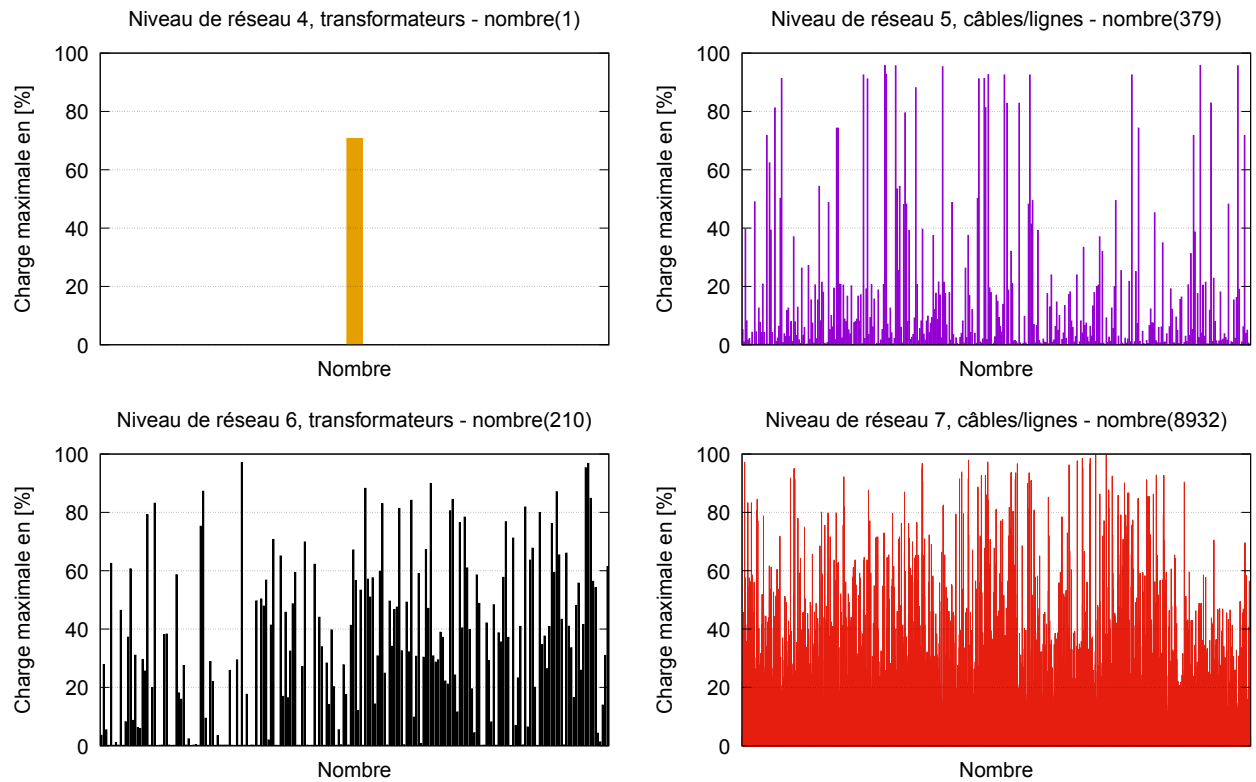 Niveau de réseau 4, transformateurs - nombre(1)
Charge maximale en [%]
100
80
60
40
20
0
Nombre
Niveau de réseau 5, câbles/lignes - nombre(379)
Charge maximale en [%]
100
80
60
40
20
0
Nombre
Niveau de réseau 6, transformateurs - nombre(210)
Charge maximale en [%]
100
80
60
40
20
0
Nombre
Niveau de réseau 7, câbles/lignes - nombre(8932)
Charge maximale en [%]
100
80
60
40
20
0
Nombre